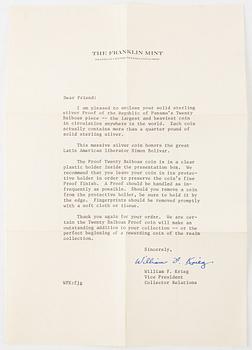 THE FRANKLIN MINT
Dear Friend:
I am pleased to enclose your solid sterling
silver Proof of the Republic of Panama's Twenty
Balboas piece -- the largest and heaviest coin
in circulation anywhere in the world. Each coin
actually contains more than a quarter pound of
solid sterling silver.
This massive silver coin honors the great
Latin American liberator Simon Bolivar.
The Proof Twenty Balboas coin is in a clear
plastic holder inside the presentation box. We
recommend that you leave your coin in its protec-
tive holder in order to preserve the coin's fine
Proof finish. A Proof should be handled as in-
frequently as possible. Should you remove a coin
from the protective holder, be sure to hold it by
the edge. Fingerprints should be removed promptly
with a soft cloth or tissue.
Thank you again for your order. We are cer-
tain the Twenty Balboas Proof coin will make an
outstanding addition to your collection -- or the
perfect beginning of a rewarding coin of the realm
collection.
Sincerely,
William F. Krieg
William F. Krieg
Vice President
WFK:fjg Collector Relations